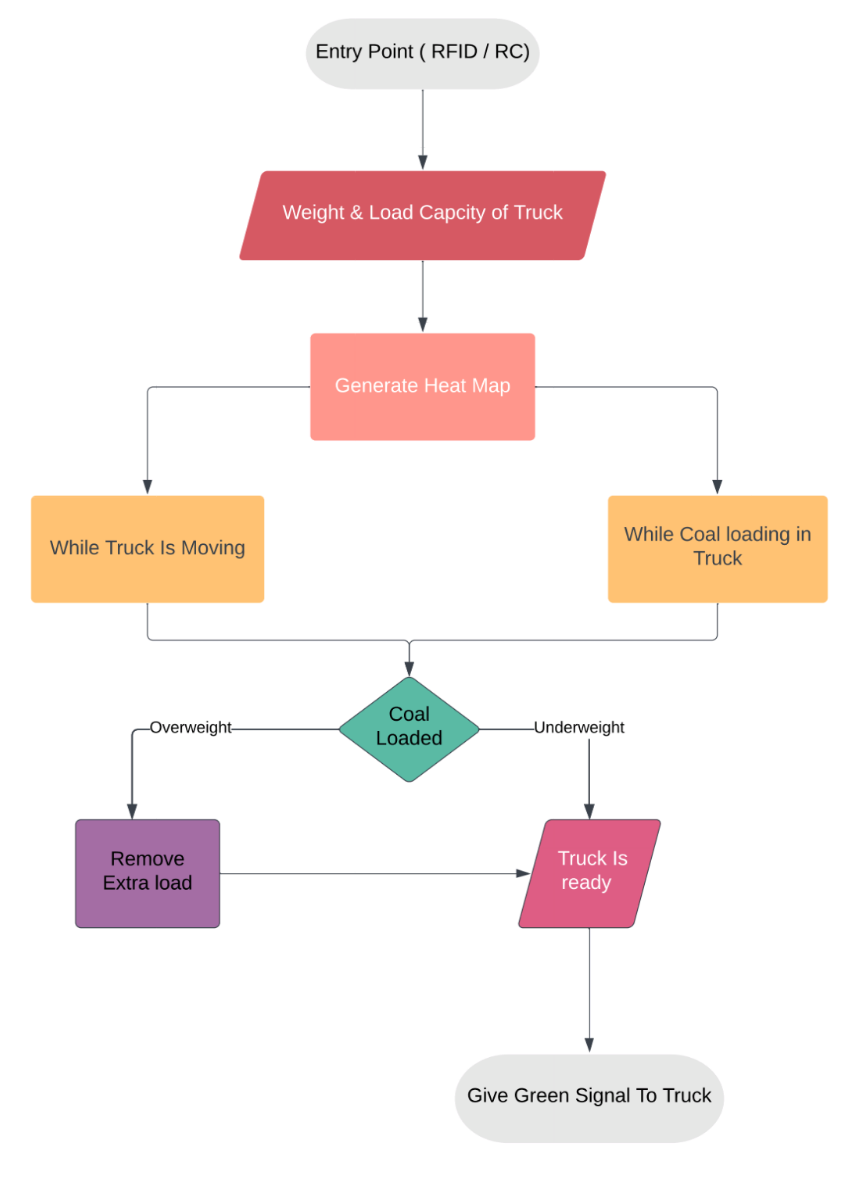 Entry Point ( RFID / RC)
Weight & Load Capcity of Truck
Generate Heat Map
While Truck Is Moving
While Coal loading in
Truck
Coal
Loaded
Overweight
Underweight
Remove
Extra load
Truck Is
ready
Give Green Signal To Truck